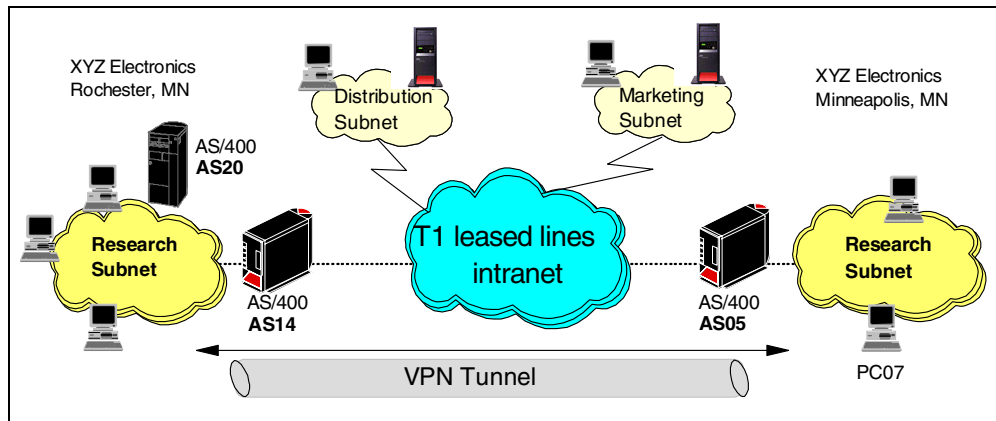 XYZ Electronics
Rochester, MN
Distribution
Subnet
Marketing
Subnet
XYZ Electronics
Minneapolis, MN
AS/400
AS20
Research
Subnet
AS/400
AS14
T1 leased lines
intranet
AS/400
AS05
Research
Subnet
PC07
VPN Tunnel